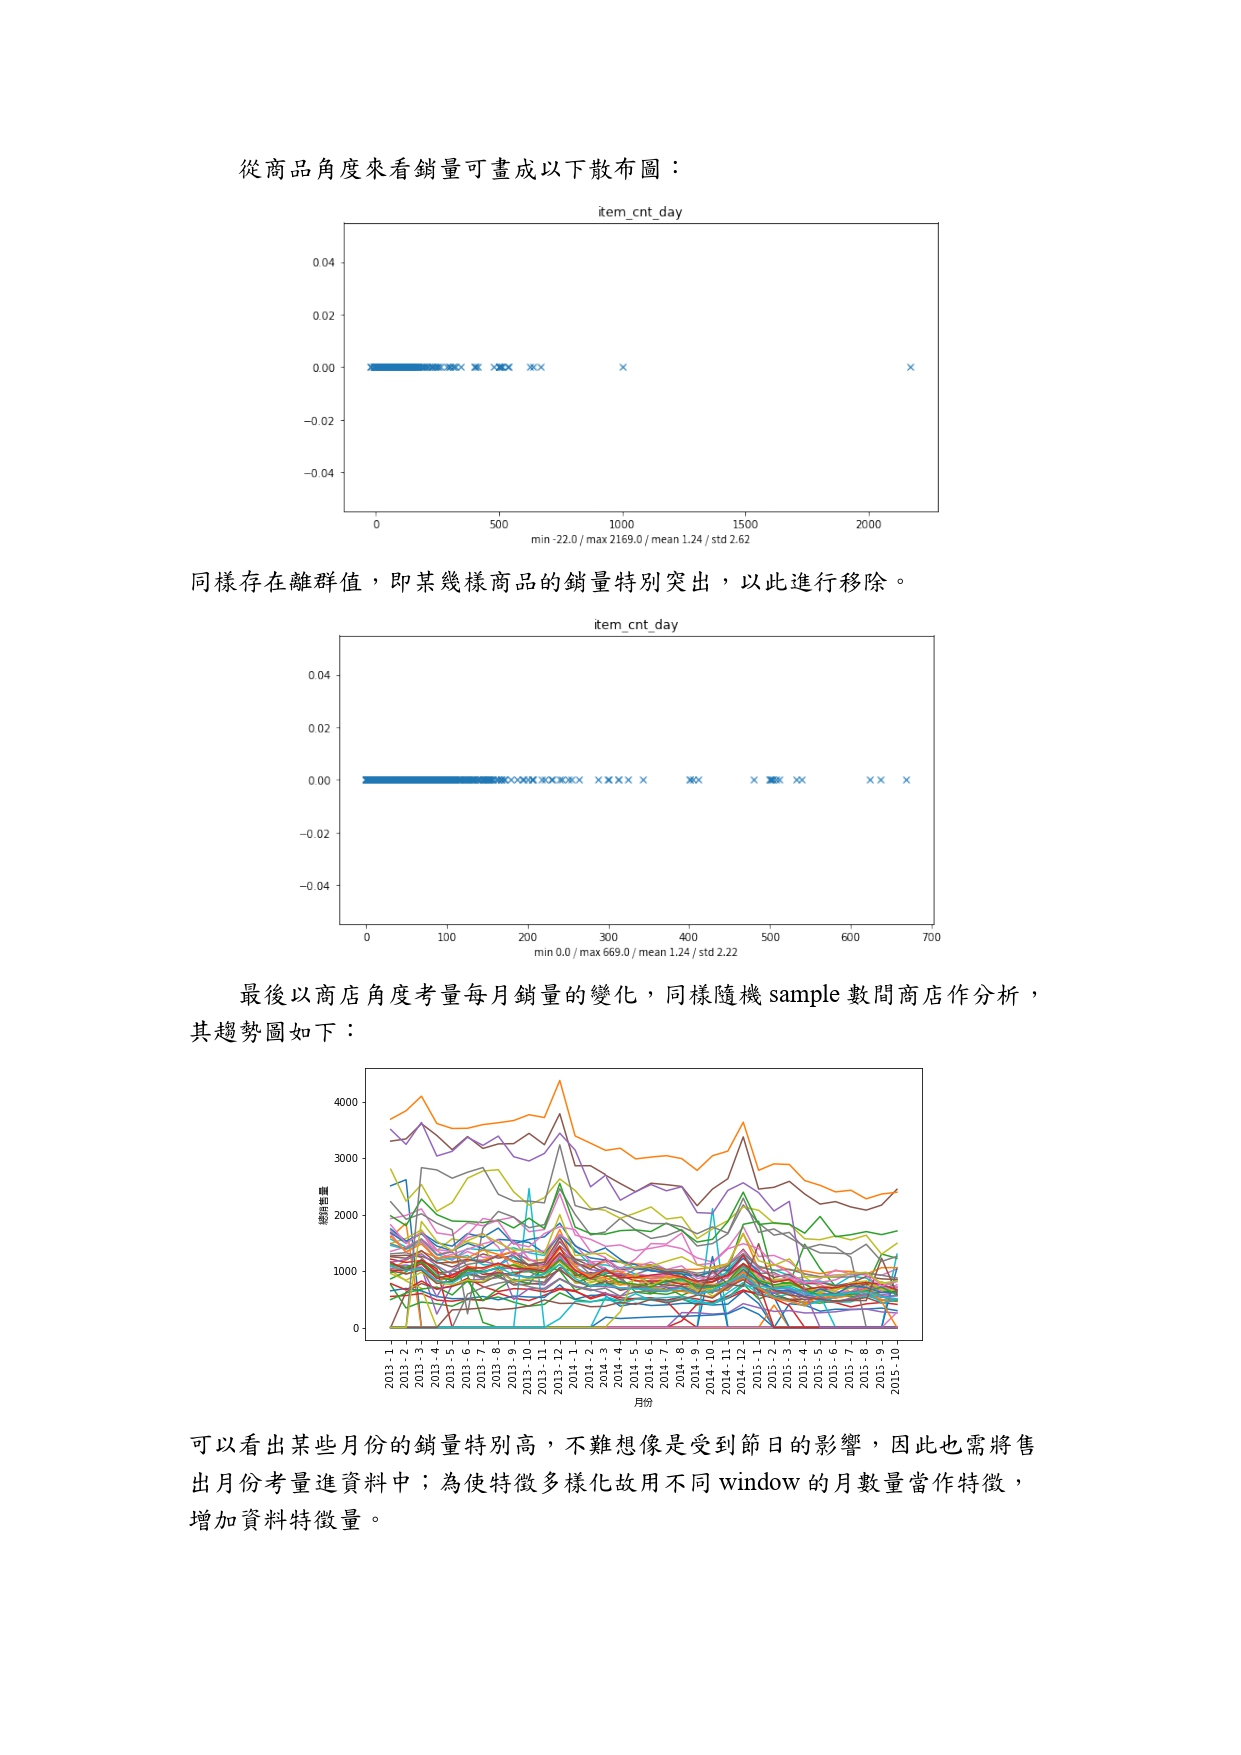 從商品角度來看銷量可畫成以下散布圖：
item_cnt_day
0.04
0.02
0.00
−0.02
−0.04
0 500 1000 1500 2000
min -22.0 / max 2169.0 / mean 1.24 / std 2.62
同樣存在離群值，即某幾樣商品的銷量特別突出，以此進行移除。
item_cnt_day
0.04
0.02
0.00
−0.02
−0.04
0 100 200 300 400 500 600 700
min 0.0 / max 669.0 / mean 1.24 / std 2.22
最後以商店角度考量每月銷量的變化，同樣隨機 sample 數間商店作分析，
其趨勢圖如下：
4000
3000
2000
1000
0
總銷售量
2013 - 1
2013 - 2
2013 - 3
2013 - 4
2013 - 5
2013 - 6
2013 - 7
2013 - 8
2013 - 9
2013 - 10
2013 - 11
2013 - 12
2014 - 1
2014 - 2
2014 - 3
2014 - 4
2014 - 5
2014 - 6
2014 - 7
2014 - 8
2014 - 9
2014 - 10
2014 - 11
2014 - 12
2015 - 1
2015 - 2
2015 - 3
2015 - 4
2015 - 5
2015 - 6
2015 - 7
2015 - 8
2015 - 9
2015 - 10
月份
可以看出某些月份的銷量特別高，不難想像是受到節日的影響，因此也需將售
出月份考量進資料中；為使特徵多樣化故用不同 window 的月數量當作特徵，
增加資料特徵量。